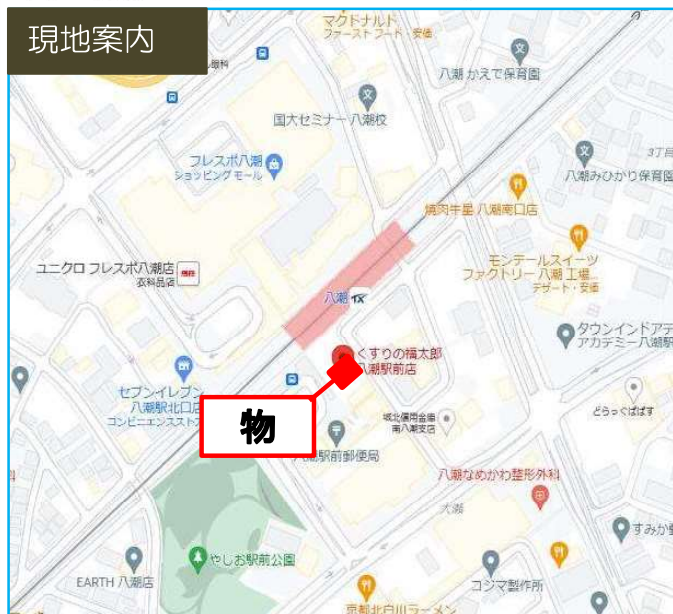 現地案内
マクドナルド
ファースト フード・安価
眼科
八潮 かえで保育園
国大セミナー 八潮校
フレスポ八潮
ショッピング モール
3丁目
八潮みひかり保育園
焼肉牛星 八潮南口店
ユニクロ フレスポ八潮店
衣料品店
モンテールスイーツ
ファクトリー 八潮 工場...
デザート・安価
八潮
TX
タウンインドアテ
アカデミー八潮駅
くすりの福太郎
八潮駅前店
セブンイレブン
八潮駅北口店
コンビニエンススト
物
城北信用金庫
南八潮支店
どらっぐぱぱす
八潮駅前郵便局
八潮なめかわ整形外科
大瀬
すみか
やしお駅前公園
EARTH 八潮店
コジマ製作所
京都北白川ラーメン